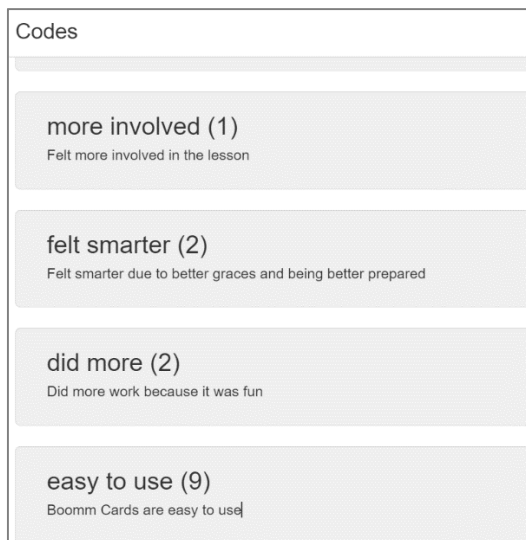 Codes
more involved (1)
Felt more involved in the lesson
felt smarter (2)
Felt smarter due to better graces and being better prepared
did more (2)
Did more work because it was fun
easy to use (9)
Boomm Cards are easy to use